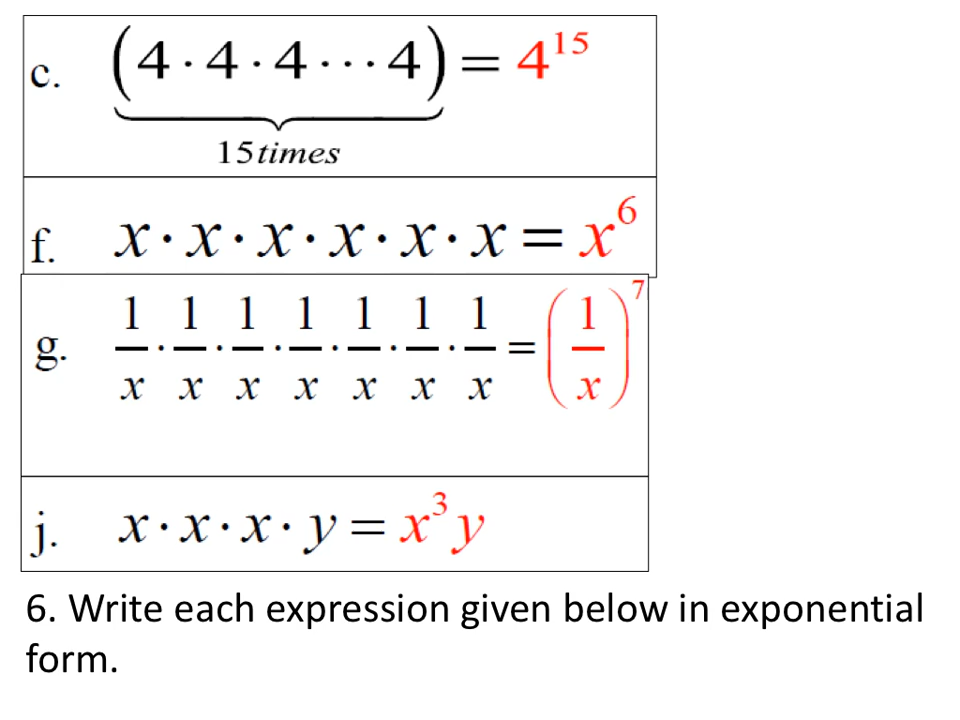 c. (4 · 4 · 4 ··· 4) = 4^15
15times
f. x · x · x · x · x · x = x^6
g. 1/x · 1/x · 1/x · 1/x · 1/x · 1/x · 1/x = (1/x)^7
j. x · x · x · y = x^3 y
6. Write each expression given below in exponential
form.